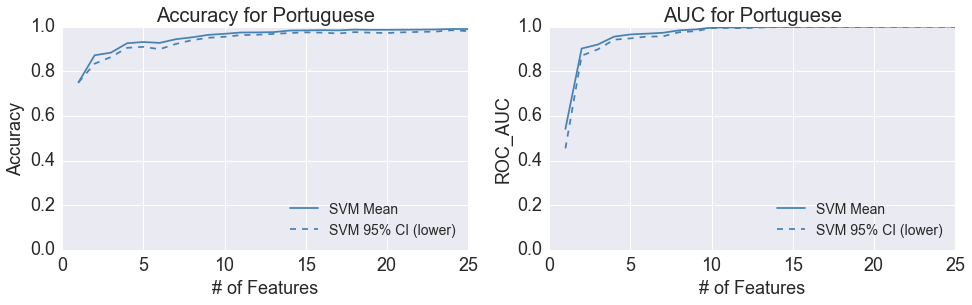 Accuracy for Portuguese
1.0
0.8
0.6
0.4
0.2
0.0
Accuracy
SVM Mean
SVM 95% CI (lower)
0 5 10 15 20 25
# of Features
AUC for Portuguese
1.0
0.8
0.6
0.4
0.2
0.0
ROC_AUC
SVM Mean
SVM 95% CI (lower)
0 5 10 15 20 25
# of Features